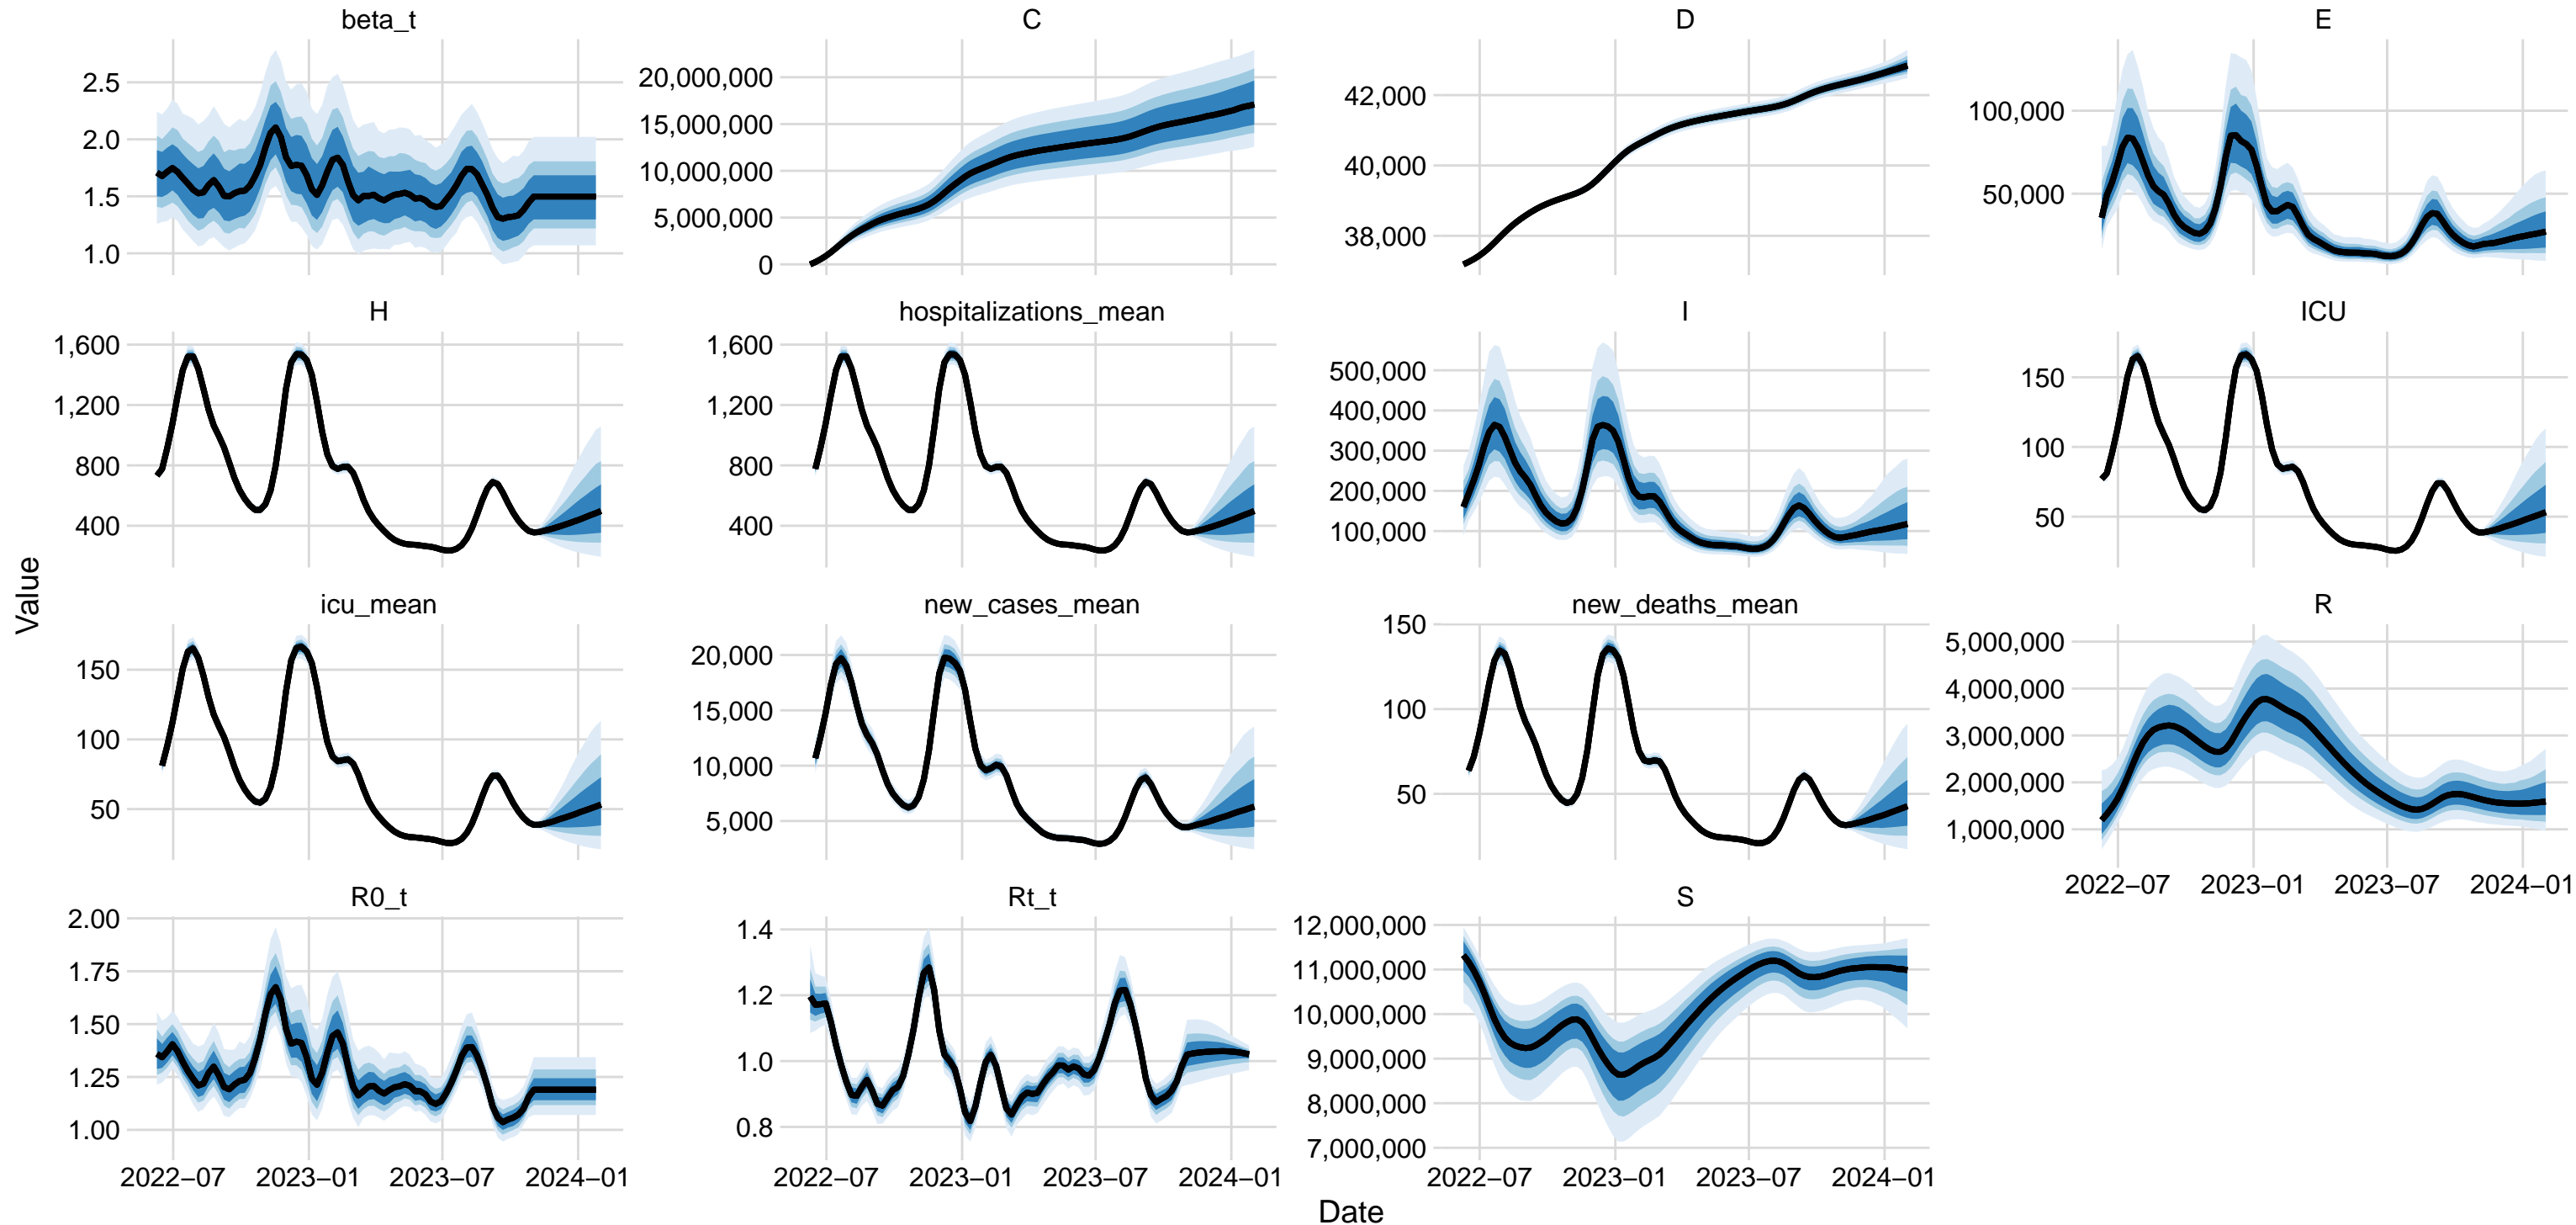 beta_t
C
D
E
2.5
2.0
1.5
1.0
20,000,000
15,000,000
10,000,000
5,000,000
0
42,000
40,000
38,000
100,000
50,000
H
hospitalizations_mean
I
ICU
1,600
1,200
800
400
1,600
1,200
800
400
500,000
400,000
300,000
200,000
100,000
150
100
50
Value
icu_mean
new_cases_mean
new_deaths_mean
R
150
100
50
20,000
15,000
10,000
5,000
150
100
50
5,000,000
4,000,000
3,000,000
2,000,000
1,000,000
2022−07 2023−01 2023−07 2024−01
R0_t
Rt_t
S
2.00
1.75
1.50
1.25
1.00
1.4
1.2
1.0
0.8
12,000,000
11,000,000
10,000,000
9,000,000
8,000,000
7,000,000
2022−07 2023−01 2023−07 2024−01
2022−07 2023−01 2023−07 2024−01
2022−07 2023−01 2023−07 2024−01
Date